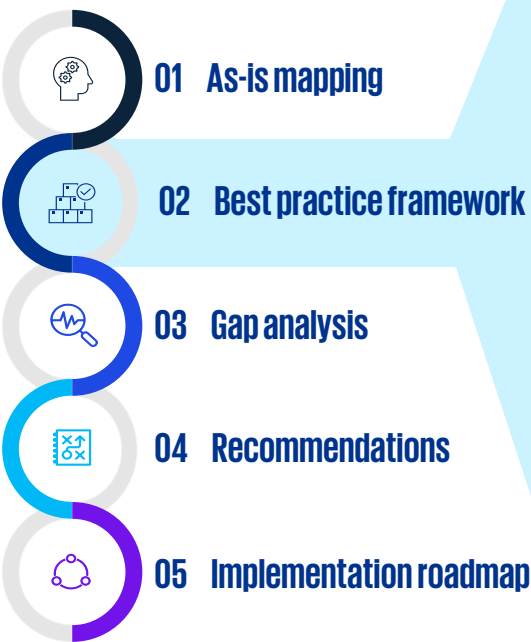 01 As-is mapping
02 Best practice framework
03 Gap analysis
04 Recommendations
05 Implementation roadmap